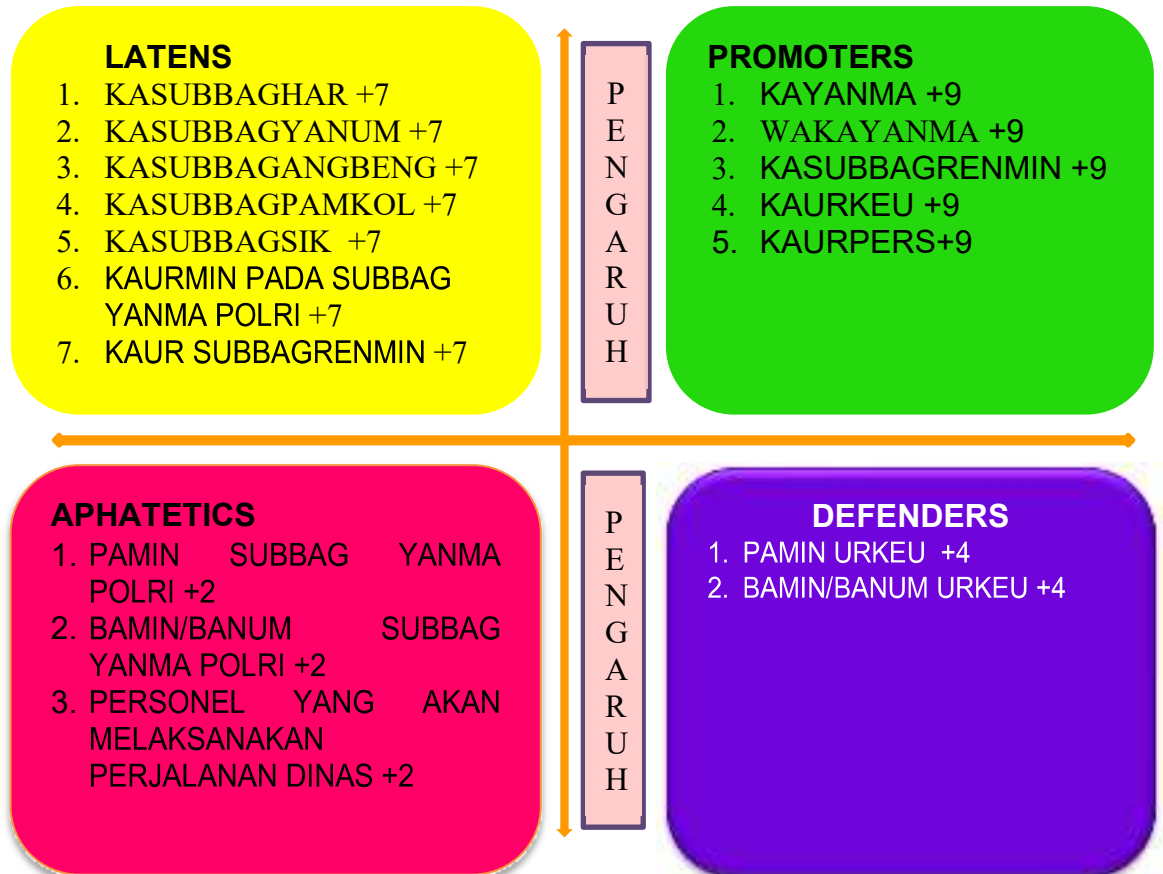 LATENS
1. KASUBBAGHAR +7
2. KASUBBAGYANUM +7
3. KASUBBAGANGBENG +7
4. KASUBBAGPAMKOL +7
5. KASUBBAGSIK +7
6. KAURMIN PADA SUBBAG
YANMA POLRI +7
7. KAUR SUBBAGRENMIN +7
PENGARUH
PROMOTERS
1. KAYANMA +9
2. WAKAYANMA +9
3. KASUBBAGRENMIN +9
4. KAURKEU +9
5. KAURPERS+9
APHATETICS
1. PAMIN SUBBAG YANMA
POLRI +2
2. BAMIN/BANUM SUBBAG
YANMA POLRI +2
3. PERSONEL YANG AKAN
MELAKSANAKAN
PERJALANAN DINAS +2
PENGARUH
DEFENDERS
1. PAMIN URKEU +4
2. BAMIN/BANUM URKEU +4